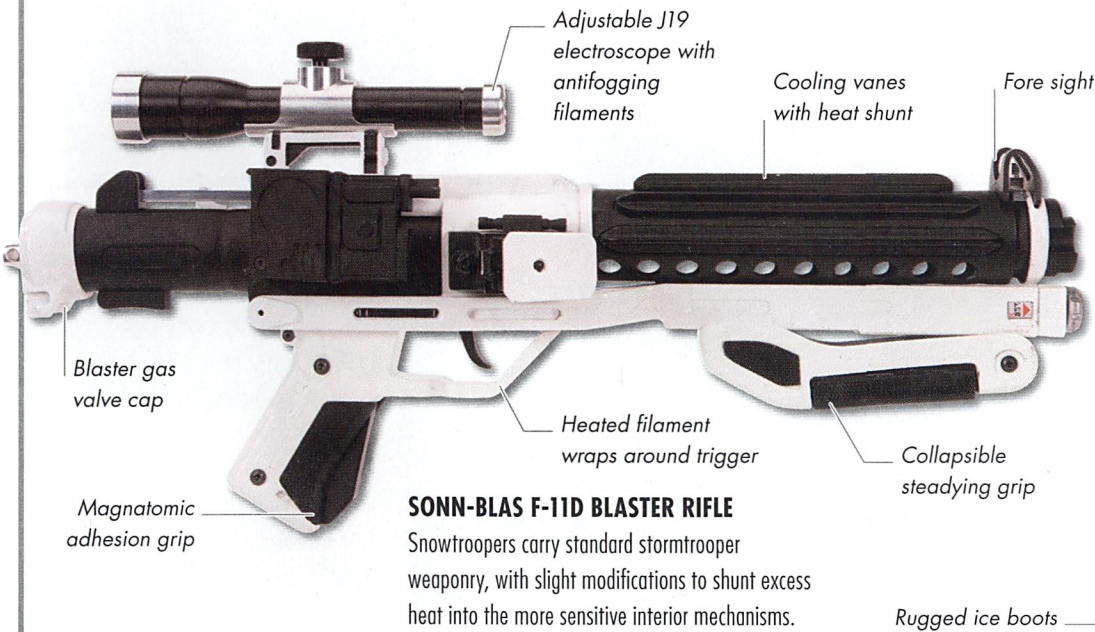 Adjustable J19
electroscope with
antifogging
filaments
Cooling vanes
with heat shunt
Fore sight
Blaster gas
valve cap
Heated filament
wraps around trigger
Collapsible
steadying grip
Magnatomic
adhesion grip
SONN-BLAS F-11D BLASTER RIFLE
Snowtroopers carry standard stormtrooper
weaponry, with slight modifications to shunt excess
heat into the more sensitive interior mechanisms.
Rugged ice boots